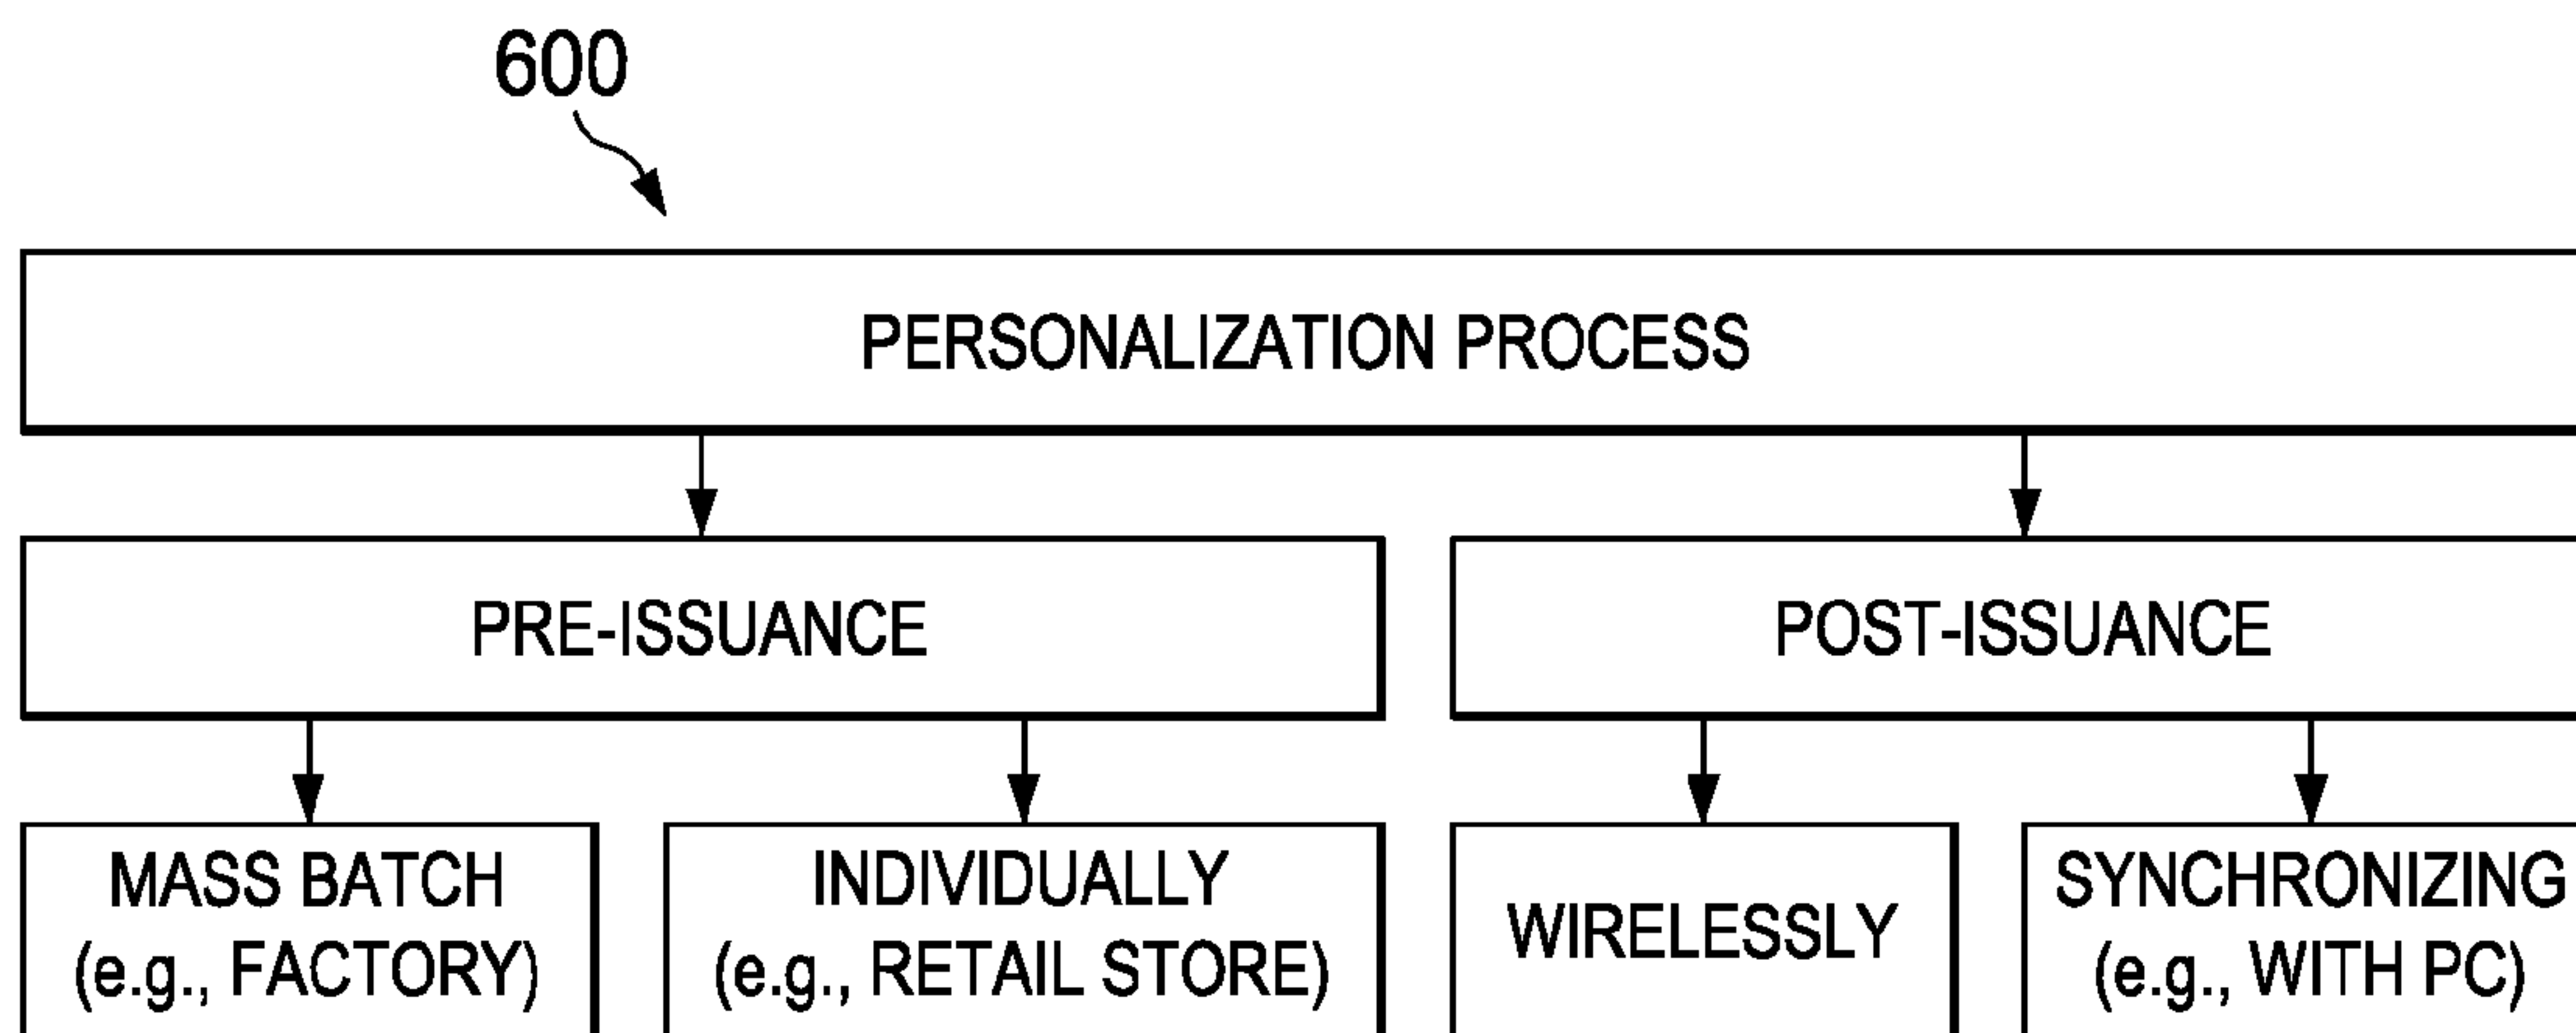 600
PERSONALIZATION PROCESS
PRE-ISSUANCE
POST-ISSUANCE
MASS BATCH
(e.g., FACTORY)
INDIVIDUALLY
(e.g., RETAIL STORE)
WIRELESSLY
SYNCHRONIZING
(e.g., WITH PC)